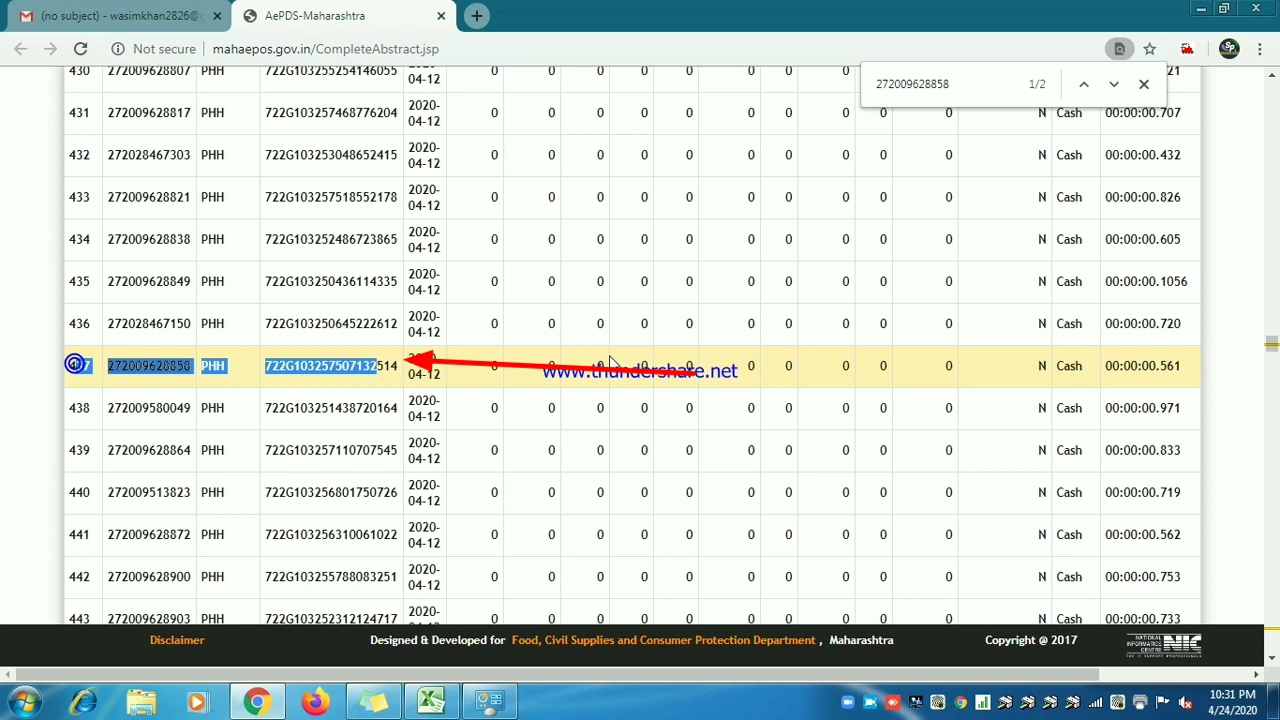 (no subject) - wasimkhan2826@
AePDS-Maharashtra
Not secure | mahaepos.gov.in/CompleteAbstract.jsp
272009628858 1/2
430 272009628807 PHH 722G103255254146055 04-12 0 0 0 0 0 0 0 0 21
431 272009628817 PHH 722G103257468776204 2020-04-12 0 0 0 0 0 0 0 0 0 N Cash 00:00:00.707
432 272028467303 PHH 722G103253048652415 2020-04-12 0 0 0 0 0 0 0 0 0 N Cash 00:00:00.432
433 272009628821 PHH 722G103257518552178 2020-04-12 0 0 0 0 0 0 0 0 0 N Cash 00:00:00.826
434 272009628838 PHH 722G103252486723865 2020-04-12 0 0 0 0 0 0 0 0 0 N Cash 00:00:00.605
435 272009628849 PHH 722G103250436114335 2020-04-12 0 0 0 0 0 0 0 0 0 N Cash 00:00:00.1056
436 272028467150 PHH 722G103250645222612 2020-04-12 0 0 0 0 0 0 0 0 0 N Cash 00:00:00.720
272009628858 PHH 722G103257507132514 2020-04-12 0 0 0 0 0 0 0 0 0 N Cash 00:00:00.561
www.thundershare.net
438 272009580049 PHH 722G103251438720164 2020-04-12 0 0 0 0 0 0 0 0 0 N Cash 00:00:00.971
439 272009628864 PHH 722G103257110707545 2020-04-12 0 0 0 0 0 0 0 0 0 N Cash 00:00:00.833
440 272009513823 PHH 722G103256801750726 2020-04-12 0 0 0 0 0 0 0 0 0 N Cash 00:00:00.719
441 272009628872 PHH 722G103256310061022 2020-04-12 0 0 0 0 0 0 0 0 0 N Cash 00:00:00.562
442 272009628900 PHH 722G103255788083251 2020-04-12 0 0 0 0 0 0 0 0 0 N Cash 00:00:00.753
443 272009628903 PHH 722G103252312124717 2020- 0 0 0 0 0 0 0 0 0 N Cash 00:00:00.733
Disclaimer Designed & Developed for Food, Civil Supplies and Consumer Protection Department , Maharashtra Copyright @ 2017
NATIONAL INFORMATICS CENTRE NIC
10:31 PM
4/24/2020